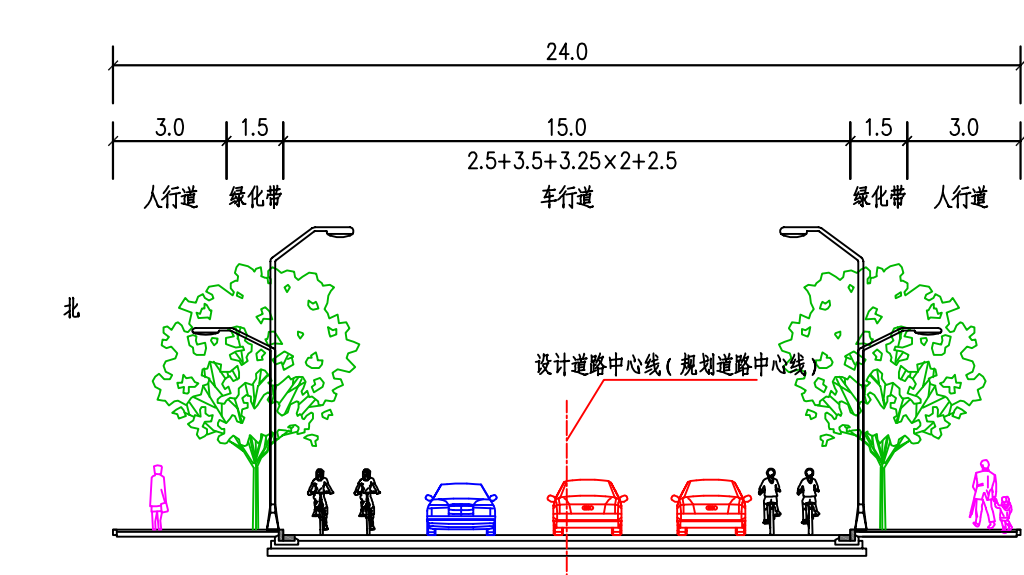 24.0
3.0 1.5 15.0 1.5 3.0
2.5+3.5+3.25×2+2.5
人行道 绿化带 车行道 绿化带 人行道
北
设计道路中心线(规划道路中心线)